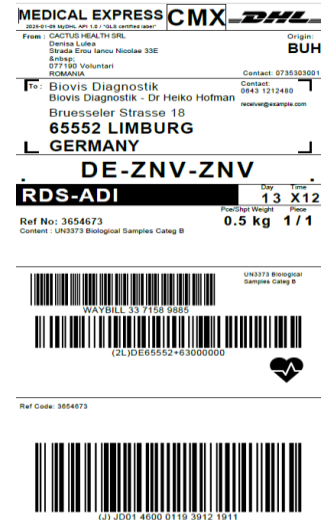 MEDICAL EXPRESS CMX DHL
2026-01-09 MyDHL API 1.0 / "GLS certified label"
From : CACTUS HEALTH SRL
Denisa Lulea
Strada Erou Iancu Nicolae 33E
&nbsp;
077190 Voluntari
ROMANIA
Origin:
BUH
Contact: 0735303001
To : Biovis Diagnostik
Biovis Diagnostik - Dr Heiko Hofman
Bruesseler Strasse 18
65552 LIMBURG
GERMANY
Contact:
0643 1212480
receiver@example.com
DE-ZNV-ZNV
RDS-ADI
Day Time
13 X12
Ref No: 3654673
Content : UN3373 Biological Samples Categ B
Pce/Shpt Weight Piece
0.5 kg 1/1
UN3373 Biological
Samples Categ B
WAYBILL 33 7158 9885
(2L)DE65552+63000000
Ref Code: 3654673
(J) JD01 4600 0119 3912 1911